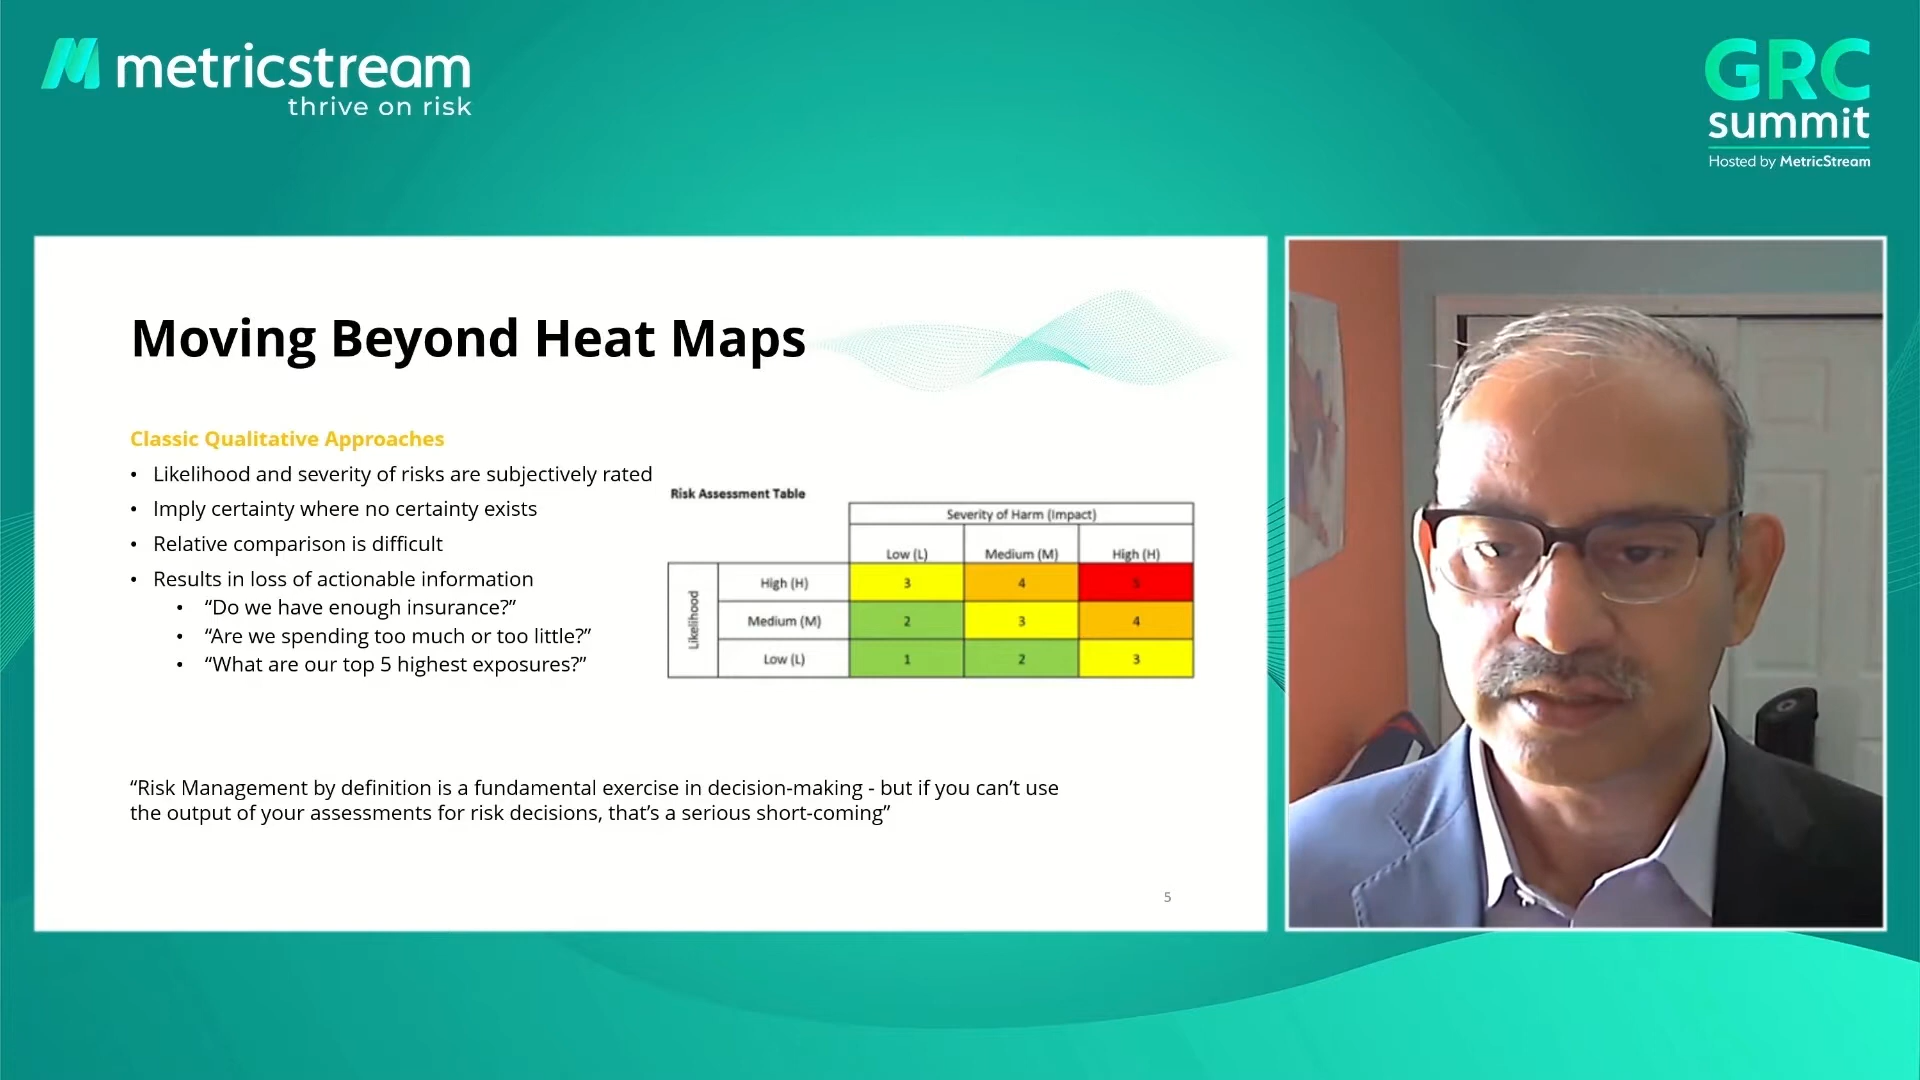 metricstream
thrive on risk
GRC
summit
Hosted by MetricStream
Moving Beyond Heat Maps
Classic Qualitative Approaches
• Likelihood and severity of risks are subjectively rated
• Imply certainty where no certainty exists
• Relative comparison is difficult
• Results in loss of actionable information
• “Do we have enough insurance?”
• “Are we spending too much or too little?”
• “What are our top 5 highest exposures?”
Risk Assessment Table
Severity of Harm (Impact)
Low (L) Medium (M) High (H)
Likelihood
High (H) 3 4 5
Medium (M) 2 3 4
Low (L) 1 2 3
“Risk Management by definition is a fundamental exercise in decision-making - but if you can’t use
the output of your assessments for risk decisions, that’s a serious short-coming”
5